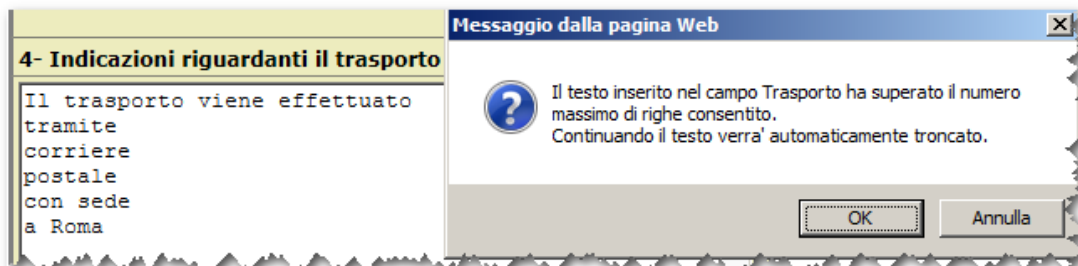 4- Indicazioni riguardanti il trasporto
Il trasporto viene effettuato
tramite
corriere
postale
con sede
a Roma
Messaggio dalla pagina Web
Il testo inserito nel campo Trasporto ha superato il numero
massimo di righe consentito.
Continuando il testo verra' automaticamente troncato.
OK
Annulla